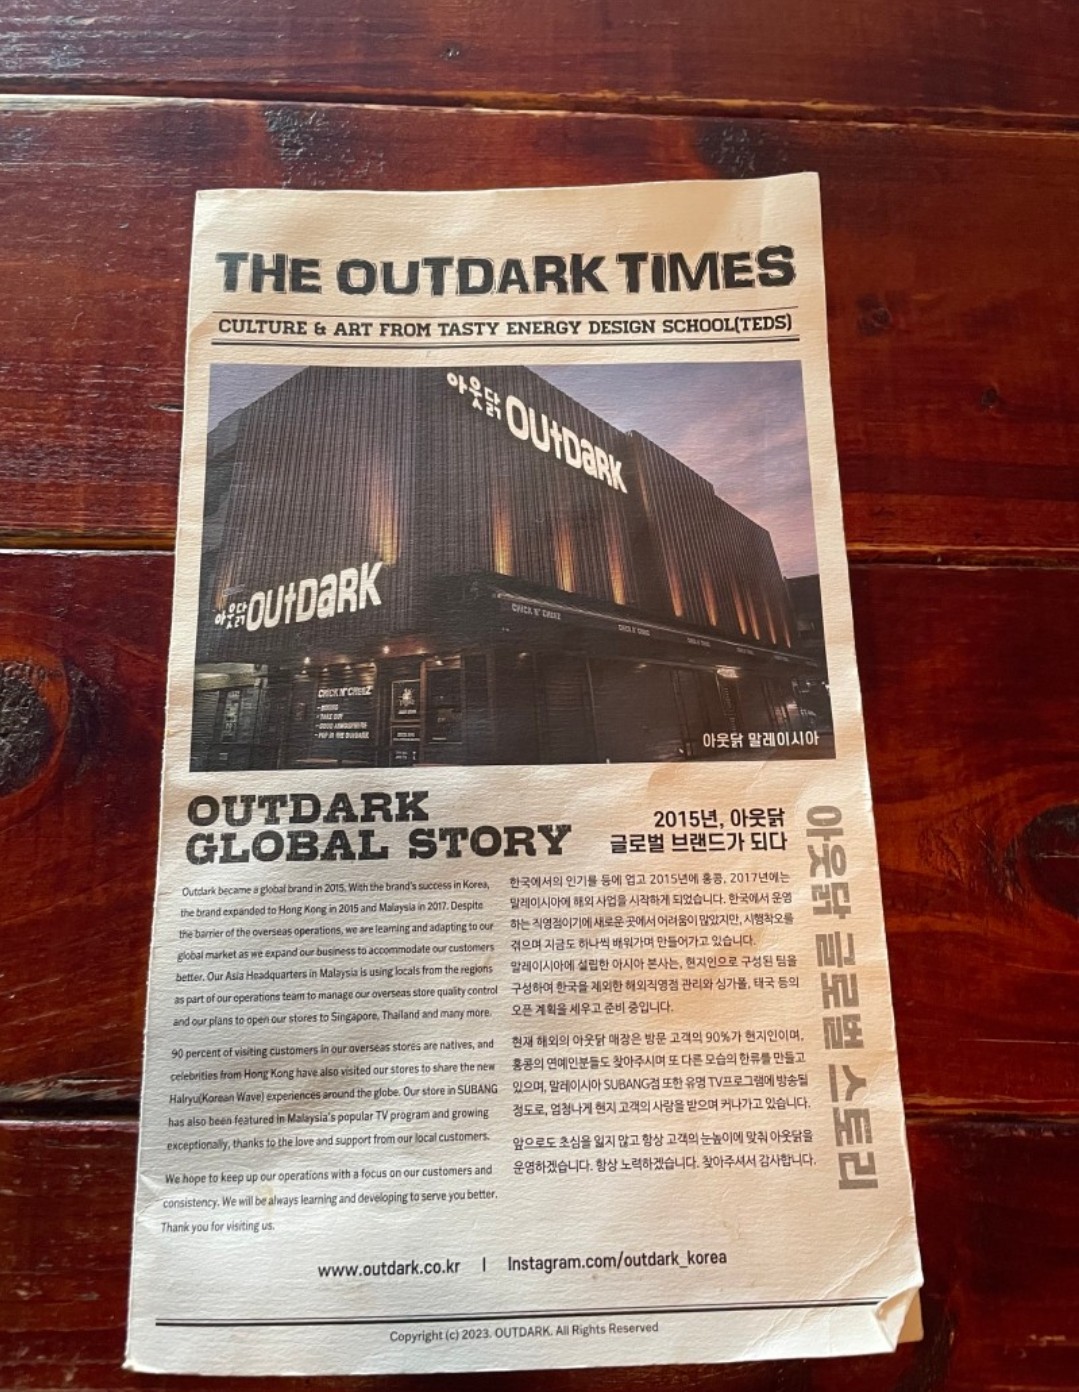 THE OUTDARK TIMES
CULTURE & ART FROM TASTY ENERGY DESIGN SCHOOL(TEDS)
아웃닭 OUtDaRK
아웃닭 OUtDaRK
CHICK N' CHEEZ
CHICK N' CHEEZ
- TAKE OUT
아웃닭 말레이시아
OUTDARK
GLOBAL STORY
Outdark became a global brand in 2015. With the brand's success in Korea,
the brand expanded to Hong Kong in 2015 and Malaysia in 2017. Despite
the barrier of the overseas operations, we are learning and adapting to our
global market as we expand our business to accommodate our customers
better. Our Asia Headquarters in Malaysia is using locals from the regions
as part of our operations team to manage our overseas store quality control
and our plans to open our stores to Singapore, Thailand and many more.
90 percent of visiting customers in our overseas stores are natives, and
celebrities from Hong Kong have also visited our stores to share the new
Halryu(Korean Wave) experiences around the globe. Our store in SUBANG
has also been featured in Malaysia's popular TV program and growing
exceptionally, thanks to the love and support from our local customers.
We hope to keep up our operations with a focus on our customers and
consistency. We will be always learning and developing to serve you better.
Thank you for visiting us.
2015년, 아웃닭
글로벌 브랜드가 되다
한국에서의 인기를 등에 업고 2015년에 홍콩, 2017년에는
말레이시아에 해외 사업을 시작하게 되었습니다. 한국에서 운영
하는 직영점이기에 새로운 곳에서 어려움이 많았지만, 시행착오를
겪으며 지금도 하나씩 배워가며 만들어가고 있습니다.
말레이시아에 설립한 아시아 본사는, 현지인으로 구성된 팀을
구성하여 한국을 제외한 해외직영점 관리와 싱가폴, 태국 등의
오픈 계획을 세우고 준비 중입니다.
현재 해외의 아웃닭 매장은 방문 고객의 90%가 현지인이며,
홍콩의 연예인분들도 찾아주시며 또 다른 모습의 한류를 만들고
있으며, 말레이시아 SUBANG점 또한 유명 TV프로그램에 방송될
정도로, 엄청나게 현지 고객의 사랑을 받으며 커나가고 있습니다.
앞으로도 초심을 잃지 않고 항상 고객의 눈높이에 맞춰 아웃닭을
운영하겠습니다. 항상 노력하겠습니다. 찾아주셔서 감사합니다.
아웃닭 글로벌 스토리
www.outdark.co.kr | Instagram.com/outdark_korea
Copyright (c) 2023. OUTDARK. All Rights Reserved